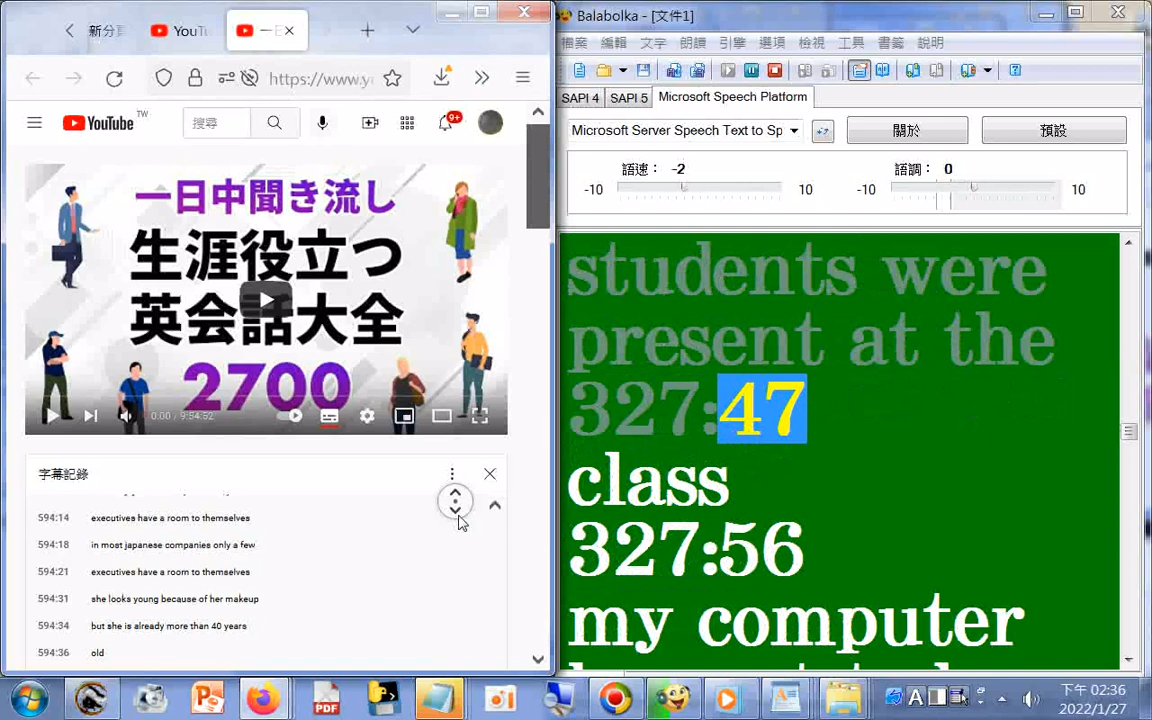 新分頁
YouTu
一E
https://www.y
YouTube
TW
搜尋
9+
一日中聞き流し
生涯役立つ
英会話大全
2700
0:00 / 9:54:52
字幕記錄
594:14 executives have a room to themselves
594:18 in most japanese companies only a few
594:21 executives have a room to themselves
594:31 she looks young because of her makeup
594:34 but she is already more than 40 years
594:36 old
Balabolka - [文件1]
檔案 編輯 文字 朗讀 引擎 選項 檢視 工具 書籤 說明
SAPI 4 SAPI 5 Microsoft Speech Platform
Microsoft Server Speech Text to Sp
關於 預設
語速： -2 語調： 0
-10 10 -10 10
students were
present at the
327:47
class
327:56
my computer
PDF
A
下午 02:36
2022/1/27